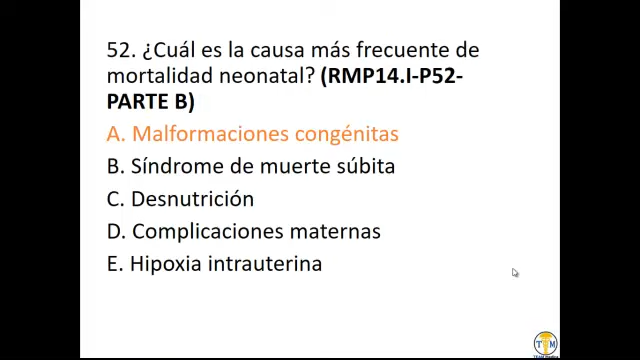 52. ¿Cuál es la causa más frecuente de
mortalidad neonatal? (RMP14.I-P52-
PARTE B)
A. Malformaciones congénitas
B. Síndrome de muerte súbita
C. Desnutrición
D. Complicaciones maternas
E. Hipoxia intrauterina